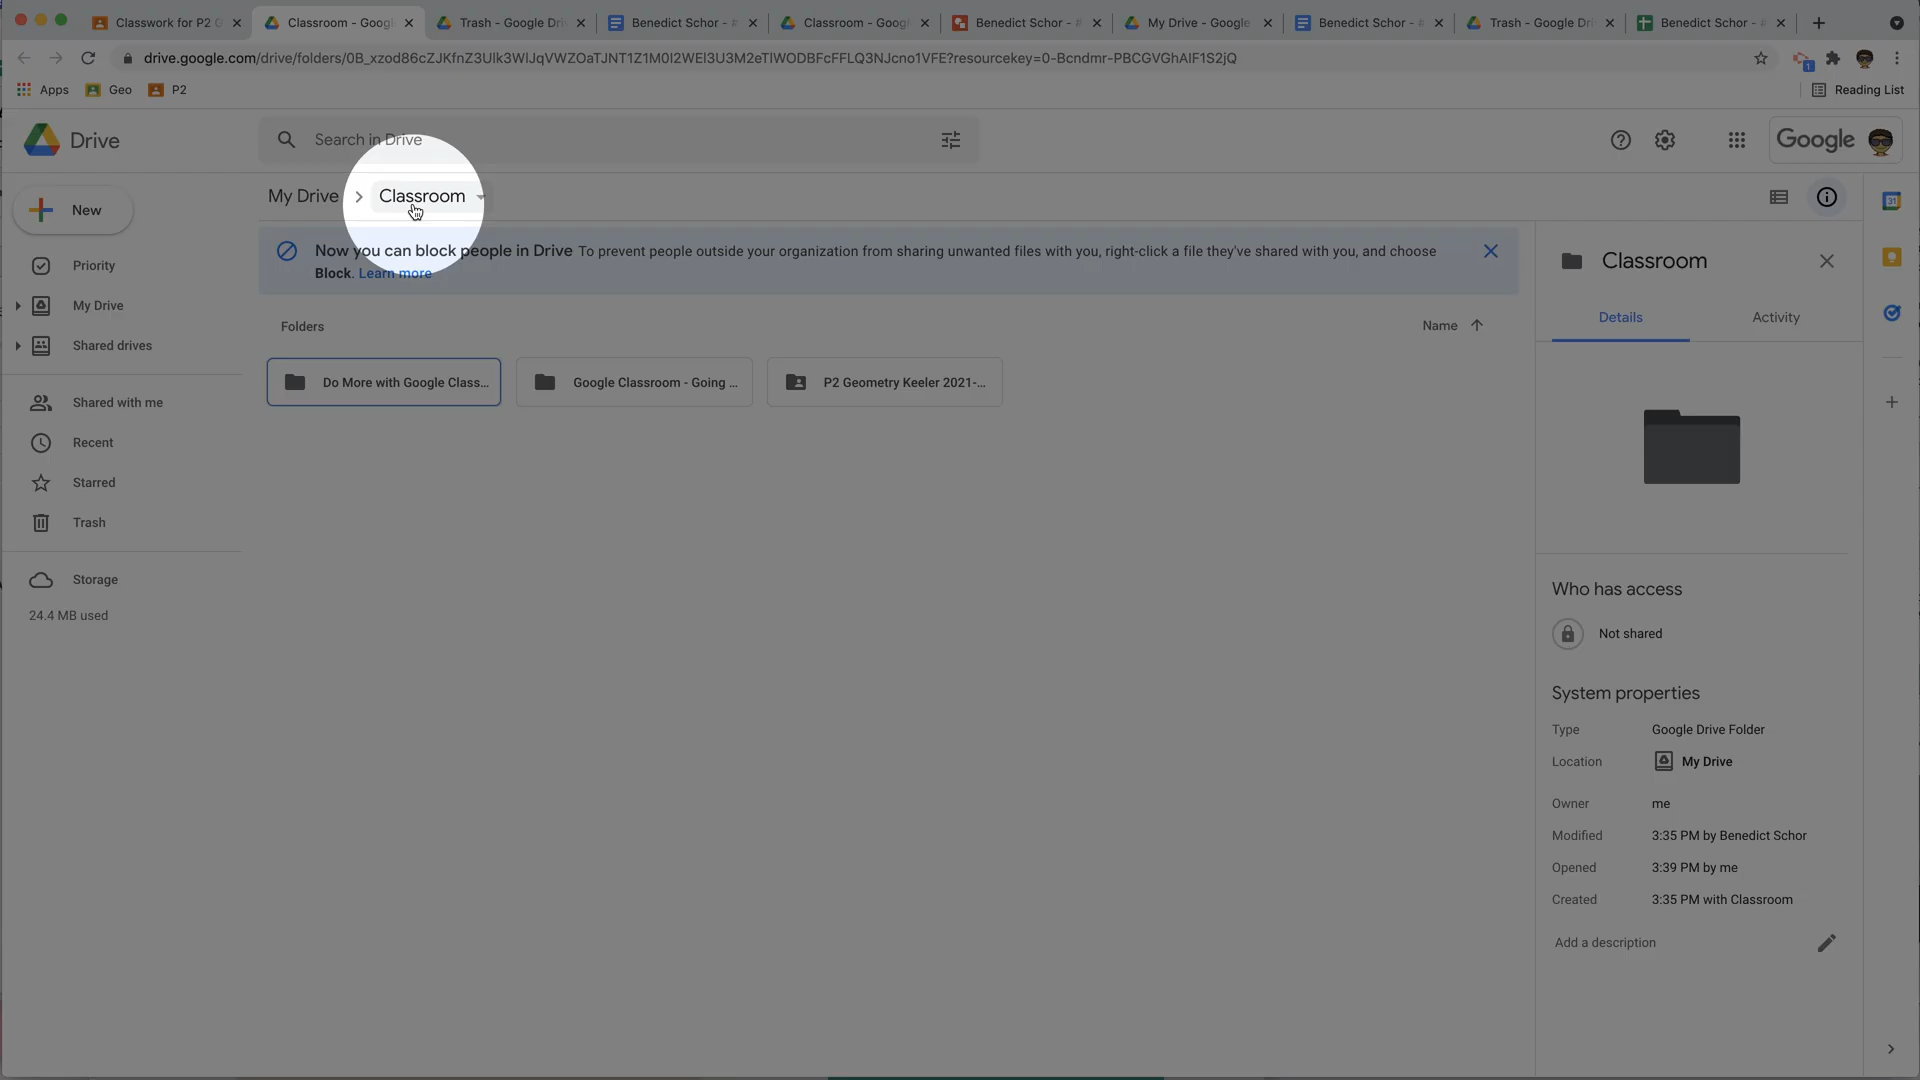 Classwork for P2 G
Classroom - Googl
Trash - Google Dri
Benedict Schor - #
Classroom - Googl
Benedict Schor - #
My Drive - Google
Benedict Schor - #
Trash - Google Dri
Benedict Schor - #
drive.google.com/drive/folders/0B_xzod86cZJKfnZ3Ulk3WlJqVWZOaTJNT1Z1M0I2WEl3U3M2eTlWODBFcFFLQ3NJcno1VFE?resourcekey=0-Bcndmr-PBCGVGhAIF1S2jQ
1
Apps
Geo
P2
Reading List
Drive
Search in Drive
Google
New
My Drive
Classroom
31
Now you can block people in Drive To prevent people outside your organization from sharing unwanted files with you, right-click a file they've shared with you, and choose
Block. Learn more
Priority
My Drive
Shared drives
Shared with me
Recent
Starred
Trash
Storage
24.4 MB used
Folders
Name
Do More with Google Class...
Google Classroom - Going ...
P2 Geometry Keeler 2021-...
Classroom
Details
Activity
Who has access
Not shared
System properties
Type
Google Drive Folder
Location
My Drive
Owner
me
Modified
3:35 PM by Benedict Schor
Opened
3:39 PM by me
Created
3:35 PM with Classroom
Add a description